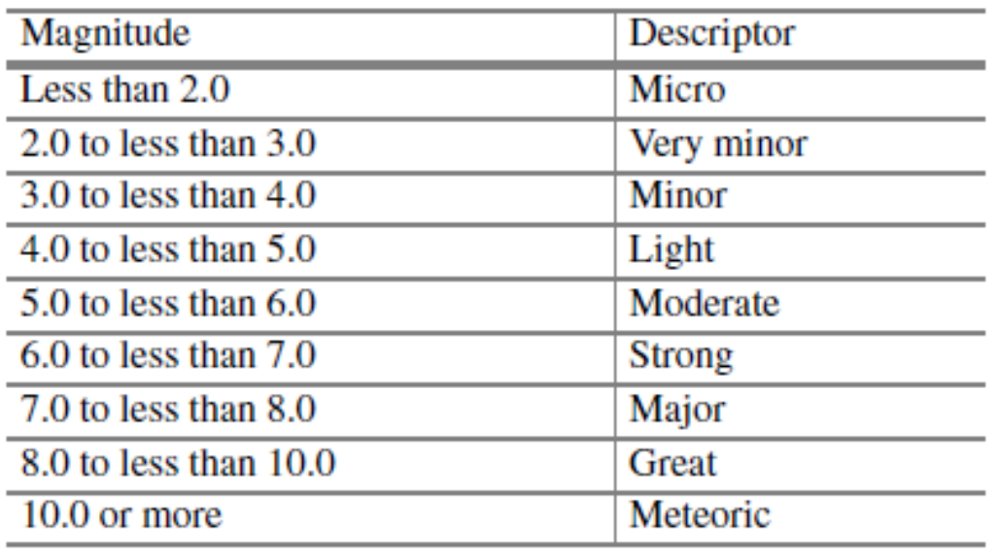 Magnitude Descriptor
Less than 2.0 Micro
2.0 to less than 3.0 Very minor
3.0 to less than 4.0 Minor
4.0 to less than 5.0 Light
5.0 to less than 6.0 Moderate
6.0 to less than 7.0 Strong
7.0 to less than 8.0 Major
8.0 to less than 10.0 Great
10.0 or more Meteoric